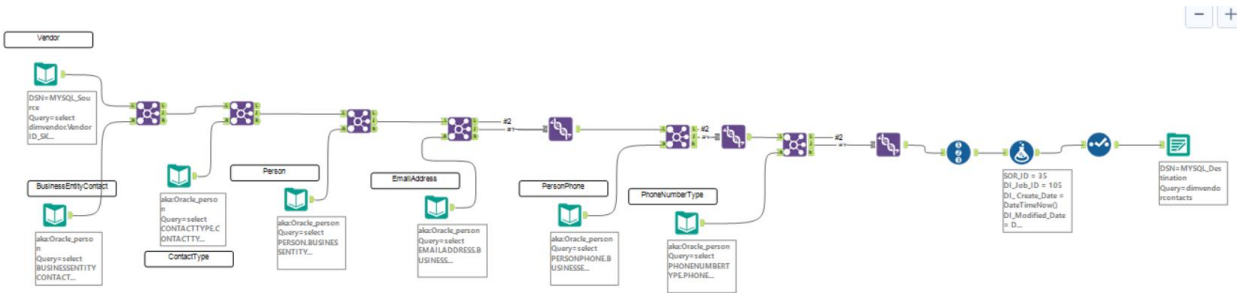 Vendor
DSN=MYSQL_Sou
rce
Query=select
dimvendor.Vendor
ID_SK...
BusinessEntityContact
aka:Oracle_perso
n
Query=select
BUSINESSENTITY
CONTACT...
aka:Oracle_perso
n
Query=select
CONTACTTYPE.C
ONTACTTY...
ContactType
Person
aka:Oracle_person
Query=select
PERSON.BUSINES
SENTITY...
EmailAddress
aka:Oracle_person
Query=select
EMAILADDRESS.B
USINESS...
#2
PersonPhone
aka:Oracle_person
Query=select
PERSONPHONE.B
USINESSE...
#2
PhoneNumberType
aka:Oracle_person
Query=select
PHONENUMBERT
YPE.PHONE...
#2
SOR_ID = 35
DI_Job_ID = 105
DI_ Create_Date =
DateTimeNow()
DI_Modified_Date
= D...
DSN=MYSQL_Des
tination
Query=dimvendo
rcontacts